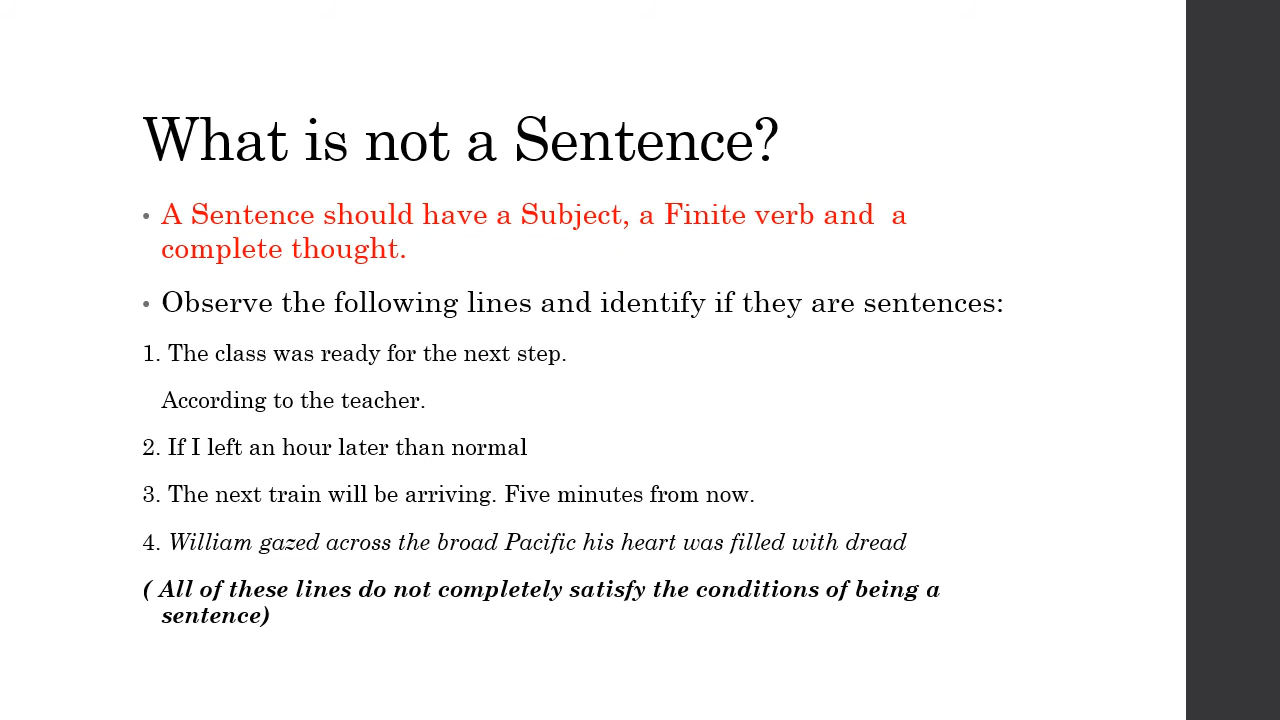 What is not a Sentence?
• A Sentence should have a Subject, a Finite verb and  a
complete thought.
• Observe the following lines and identify if they are sentences:
1. The class was ready for the next step.
According to the teacher.
2. If I left an hour later than normal
3. The next train will be arriving. Five minutes from now.
4. William gazed across the broad Pacific his heart was filled with dread
( All of these lines do not completely satisfy the conditions of being a
sentence)